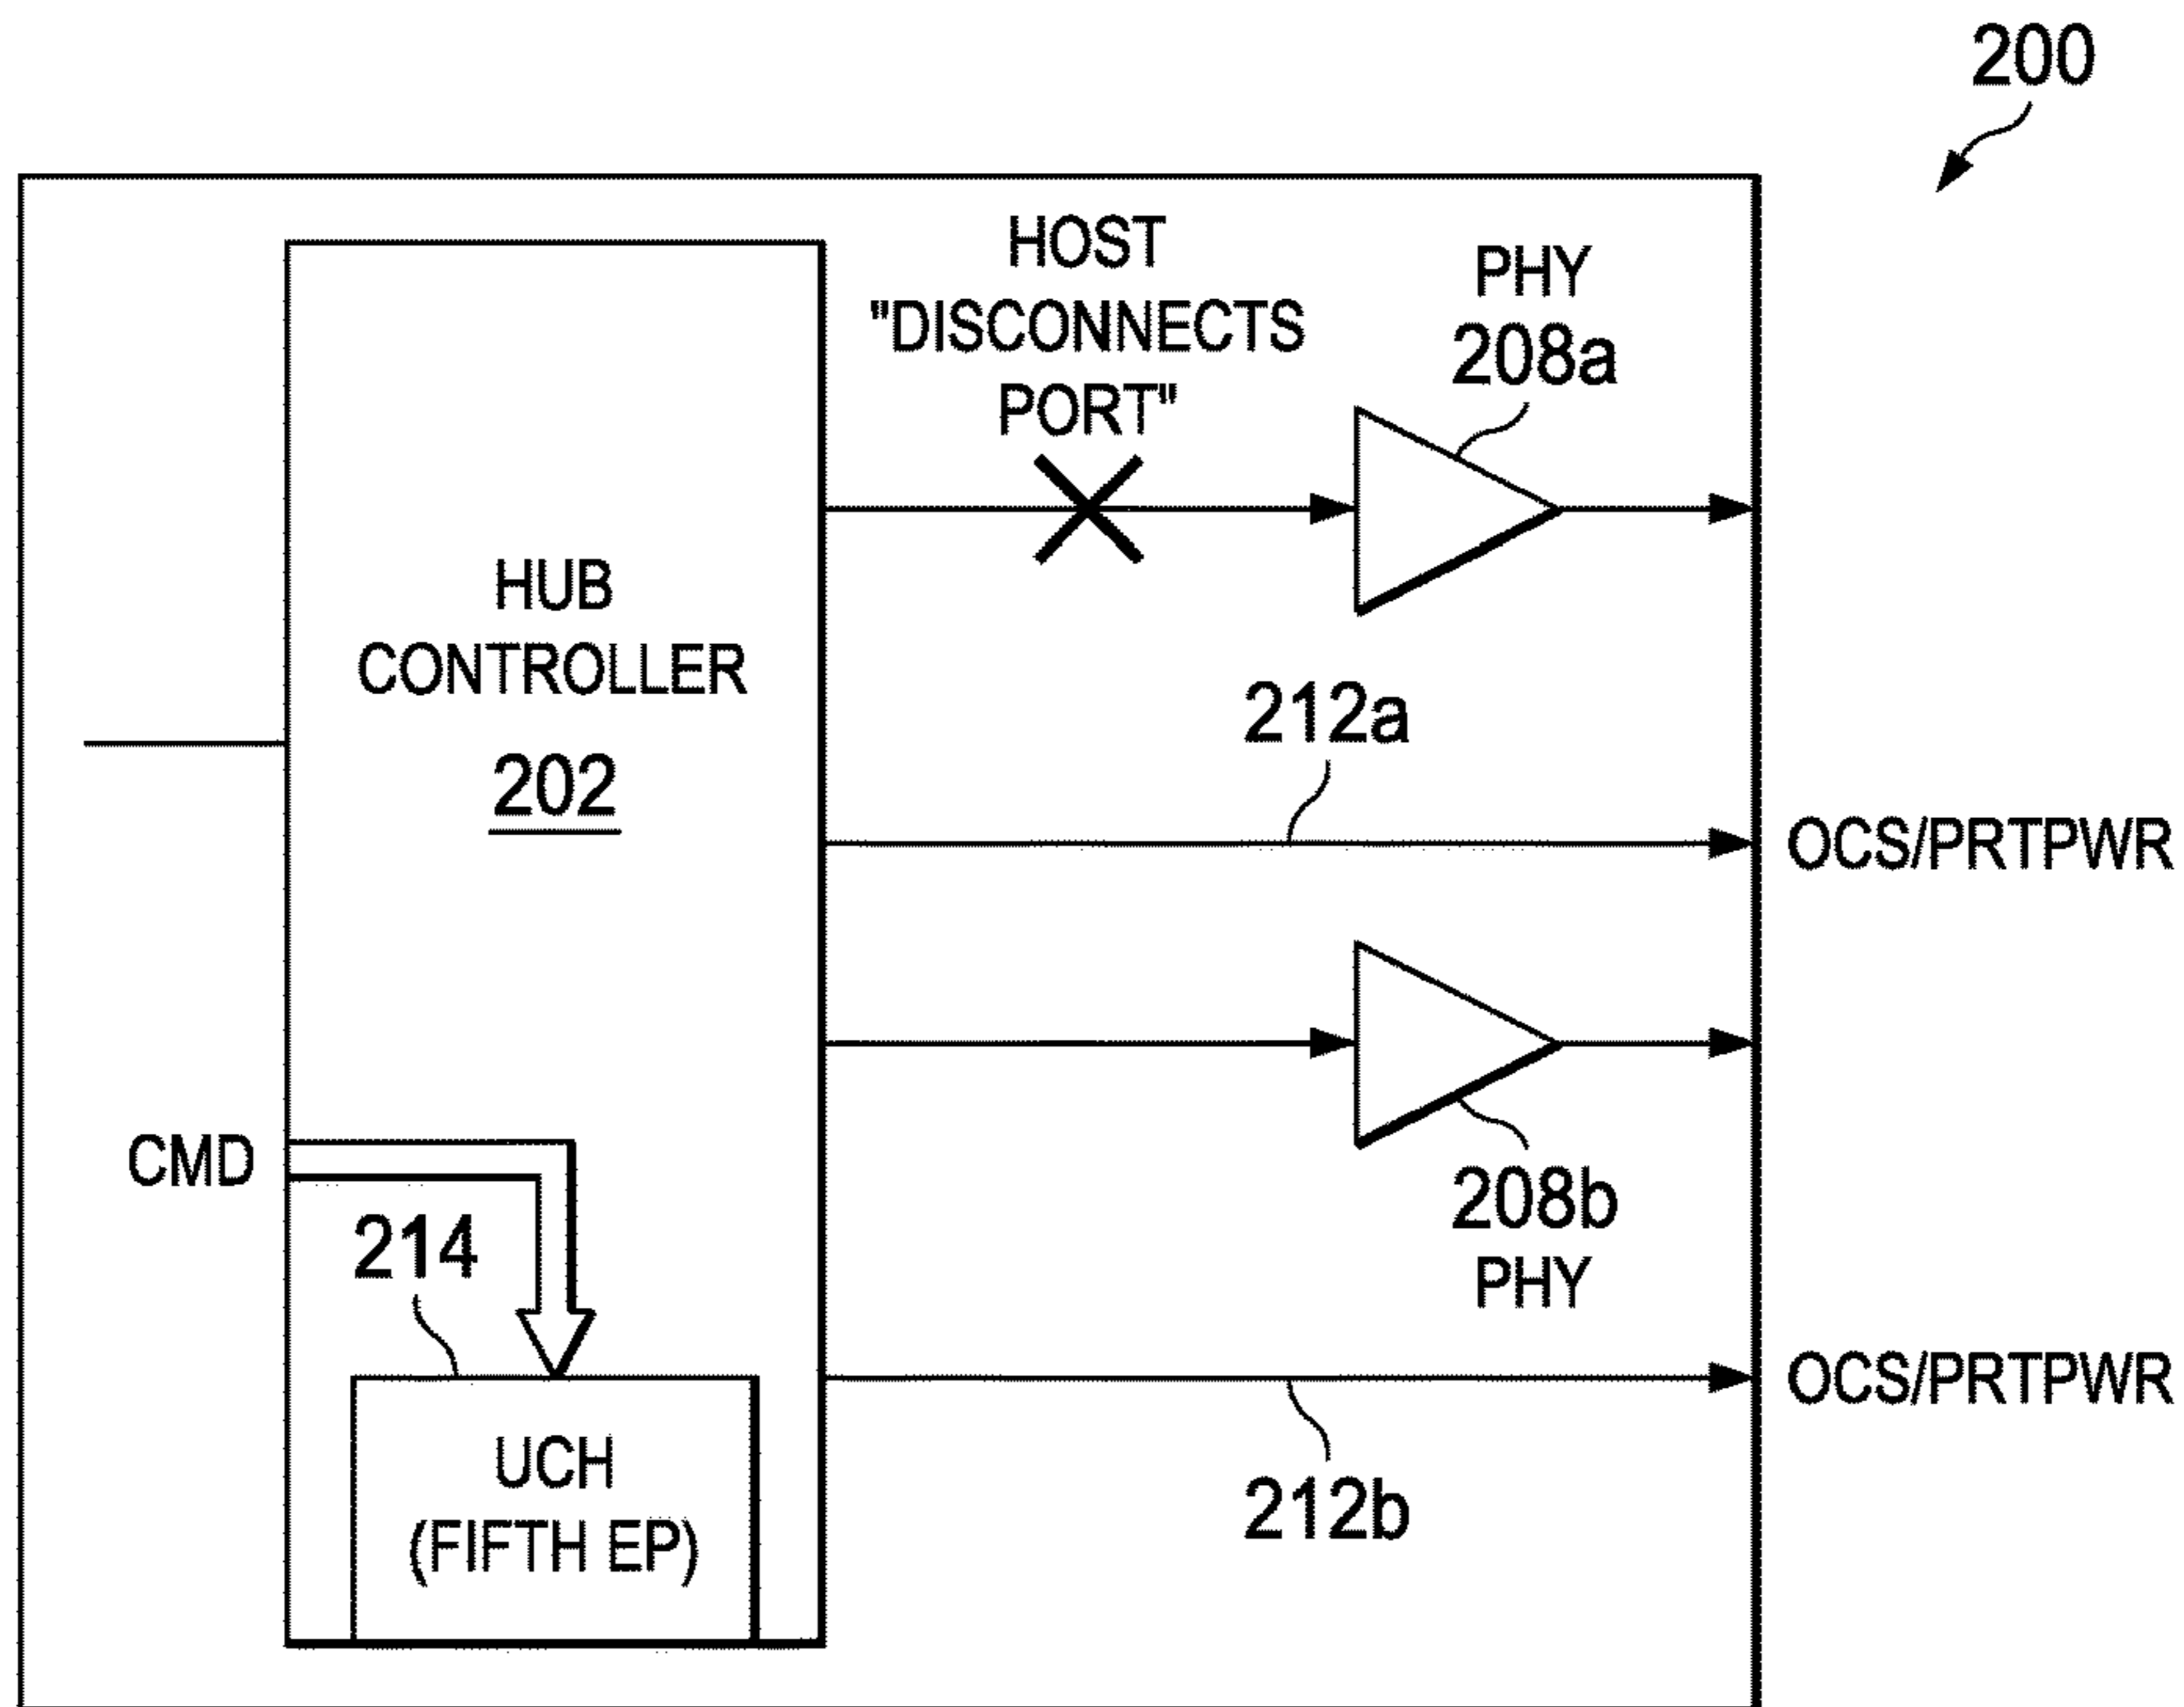 200
HOST
"DISCONNECTS
PORT"
PHY
208a
HUB
CONTROLLER
202
212a
OCS/PRTPWR
CMD
214
208b
PHY
OCS/PRTPWR
UCH
(FIFTH EP)
212b